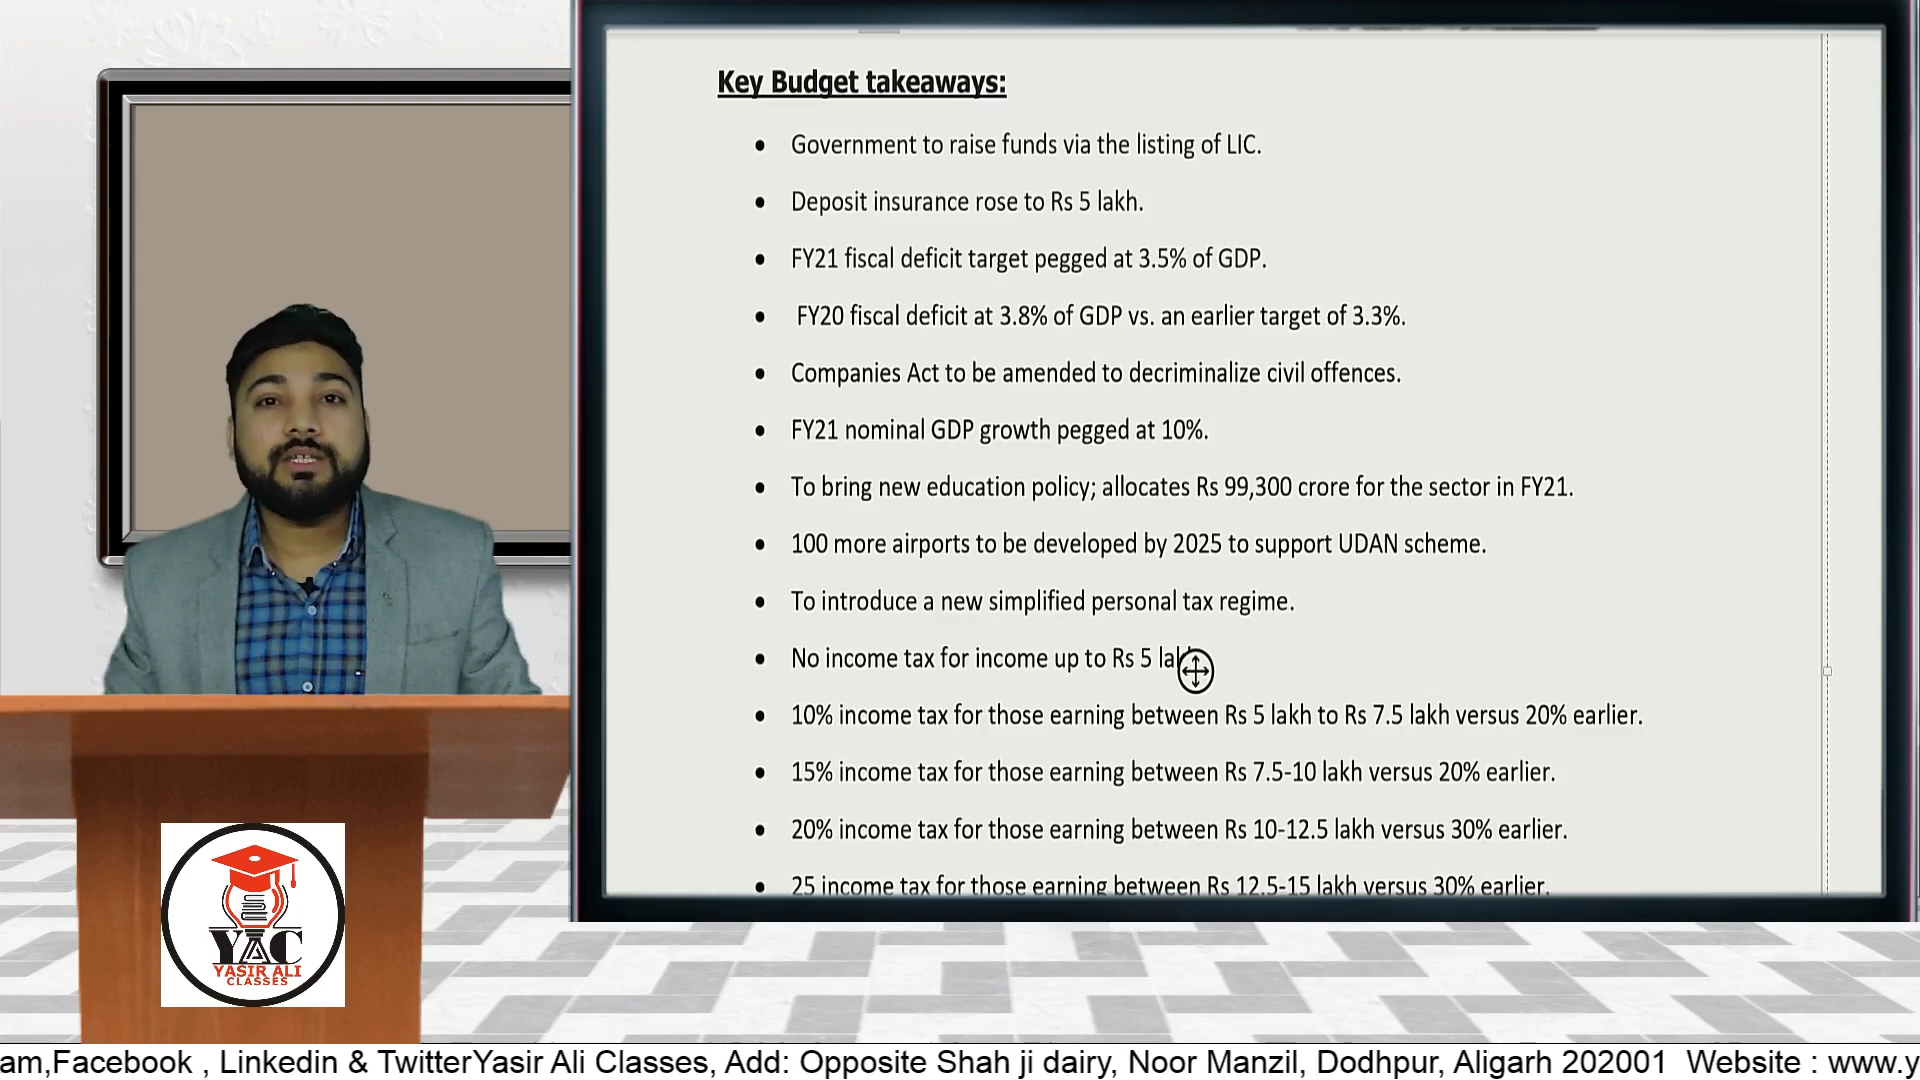 Key Budget takeaways:
• Government to raise funds via the listing of LIC.
• Deposit insurance rose to Rs 5 lakh.
• FY21 fiscal deficit target pegged at 3.5% of GDP.
• FY20 fiscal deficit at 3.8% of GDP vs. an earlier target of 3.3%.
• Companies Act to be amended to decriminalize civil offences.
• FY21 nominal GDP growth pegged at 10%.
• To bring new education policy; allocates Rs 99,300 crore for the sector in FY21.
• 100 more airports to be developed by 2025 to support UDAN scheme.
• To introduce a new simplified personal tax regime.
• No income tax for income up to Rs 5
• 10% income tax for those earning between Rs 5 lakh to Rs 7.5 lakh versus 20% earlier.
• 15% income tax for those earning between Rs 7.5-10 lakh versus 20% earlier.
• 20% income tax for those earning between Rs 10-12.5 lakh versus 30% earlier.
• 25 income tax for those earning between Rs 12.5-15 lakh versus 30% earlier.
YAC
YASIR ALI
CLASSES
am,Facebook , Linkedin & TwitterYasir Ali Classes, Add: Opposite Shah ji dairy, Noor Manzil, Dodhpur, Aligarh 202001 Website : www.y